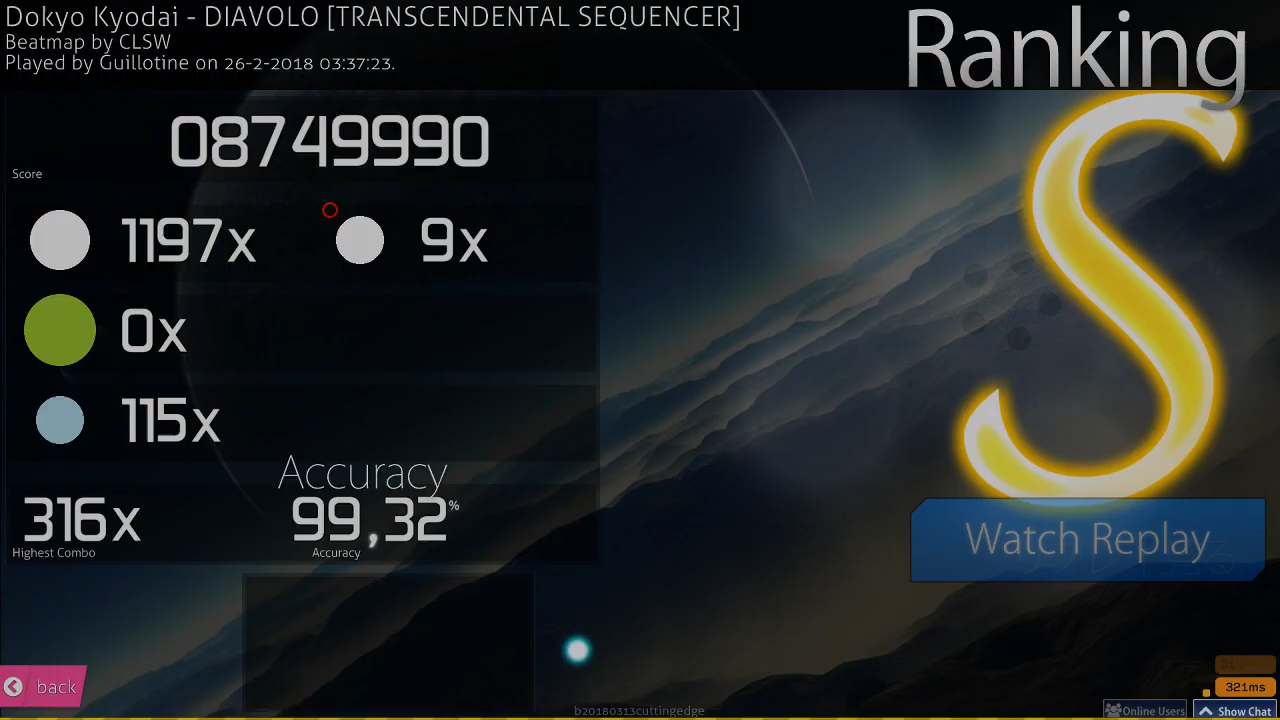 Dokyo Kyodai - DIAVOLO [TRANSCENDENTAL SEQUENCER]
Beatmap by CLSW
Played by Guillotine on 26-2-2018 03:37:23.
Ranking
08749990
Score
1197x 9x
0x
115x
S
Accuracy
316x 99,32%
Highest Combo Accuracy
Watch Replay
back
321ms
b20180313cuttingedge
Online Users Show Chat